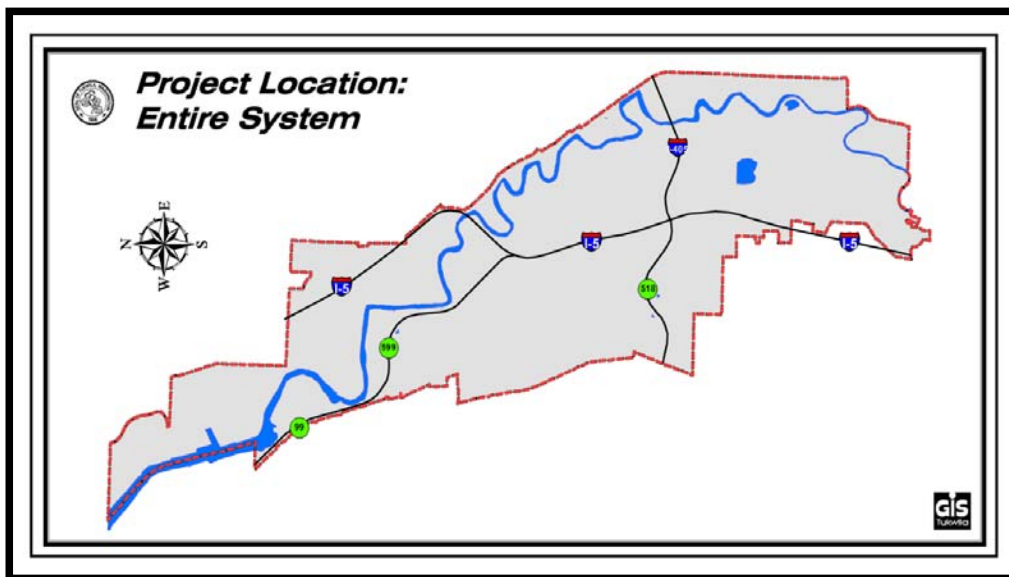 Project Location:
Entire System
E
N
S
W
I-405
I-5
I-5
I-5
518
599
99
GIS
Tukwila